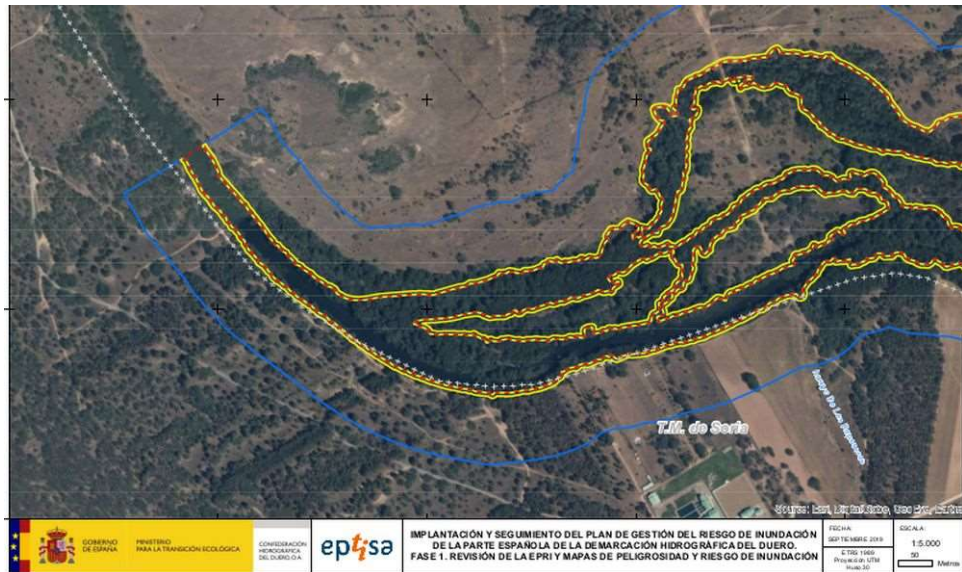 T.M. de Soria
GOBIERNO
DE ESPAÑA
MINISTERIO
PARA LA TRANSICIÓN ECOLÓGICA
CONFEDERACIÓN
HIDROGRÁFICA
DEL DUERO, O.A.
eptisa
IMPLANTACIÓN Y SEGUIMIENTO DEL PLAN DE GESTIÓN DEL RIESGO DE INUNDACIÓN
DE LA PARTE ESPAÑOLA DE LA DEMARCACIÓN HIDROGRÁFICA DEL DUERO.
FASE 1. REVISIÓN DE LA EPRI Y MAPAS DE PELIGROSIDAD Y RIESGO DE INUNDACIÓN
FECHA:
SEPTIEMBRE 2019
ETRS 1989
Proyección UTM
Huso 30
ESCALA:
1:5.000
50
Metros